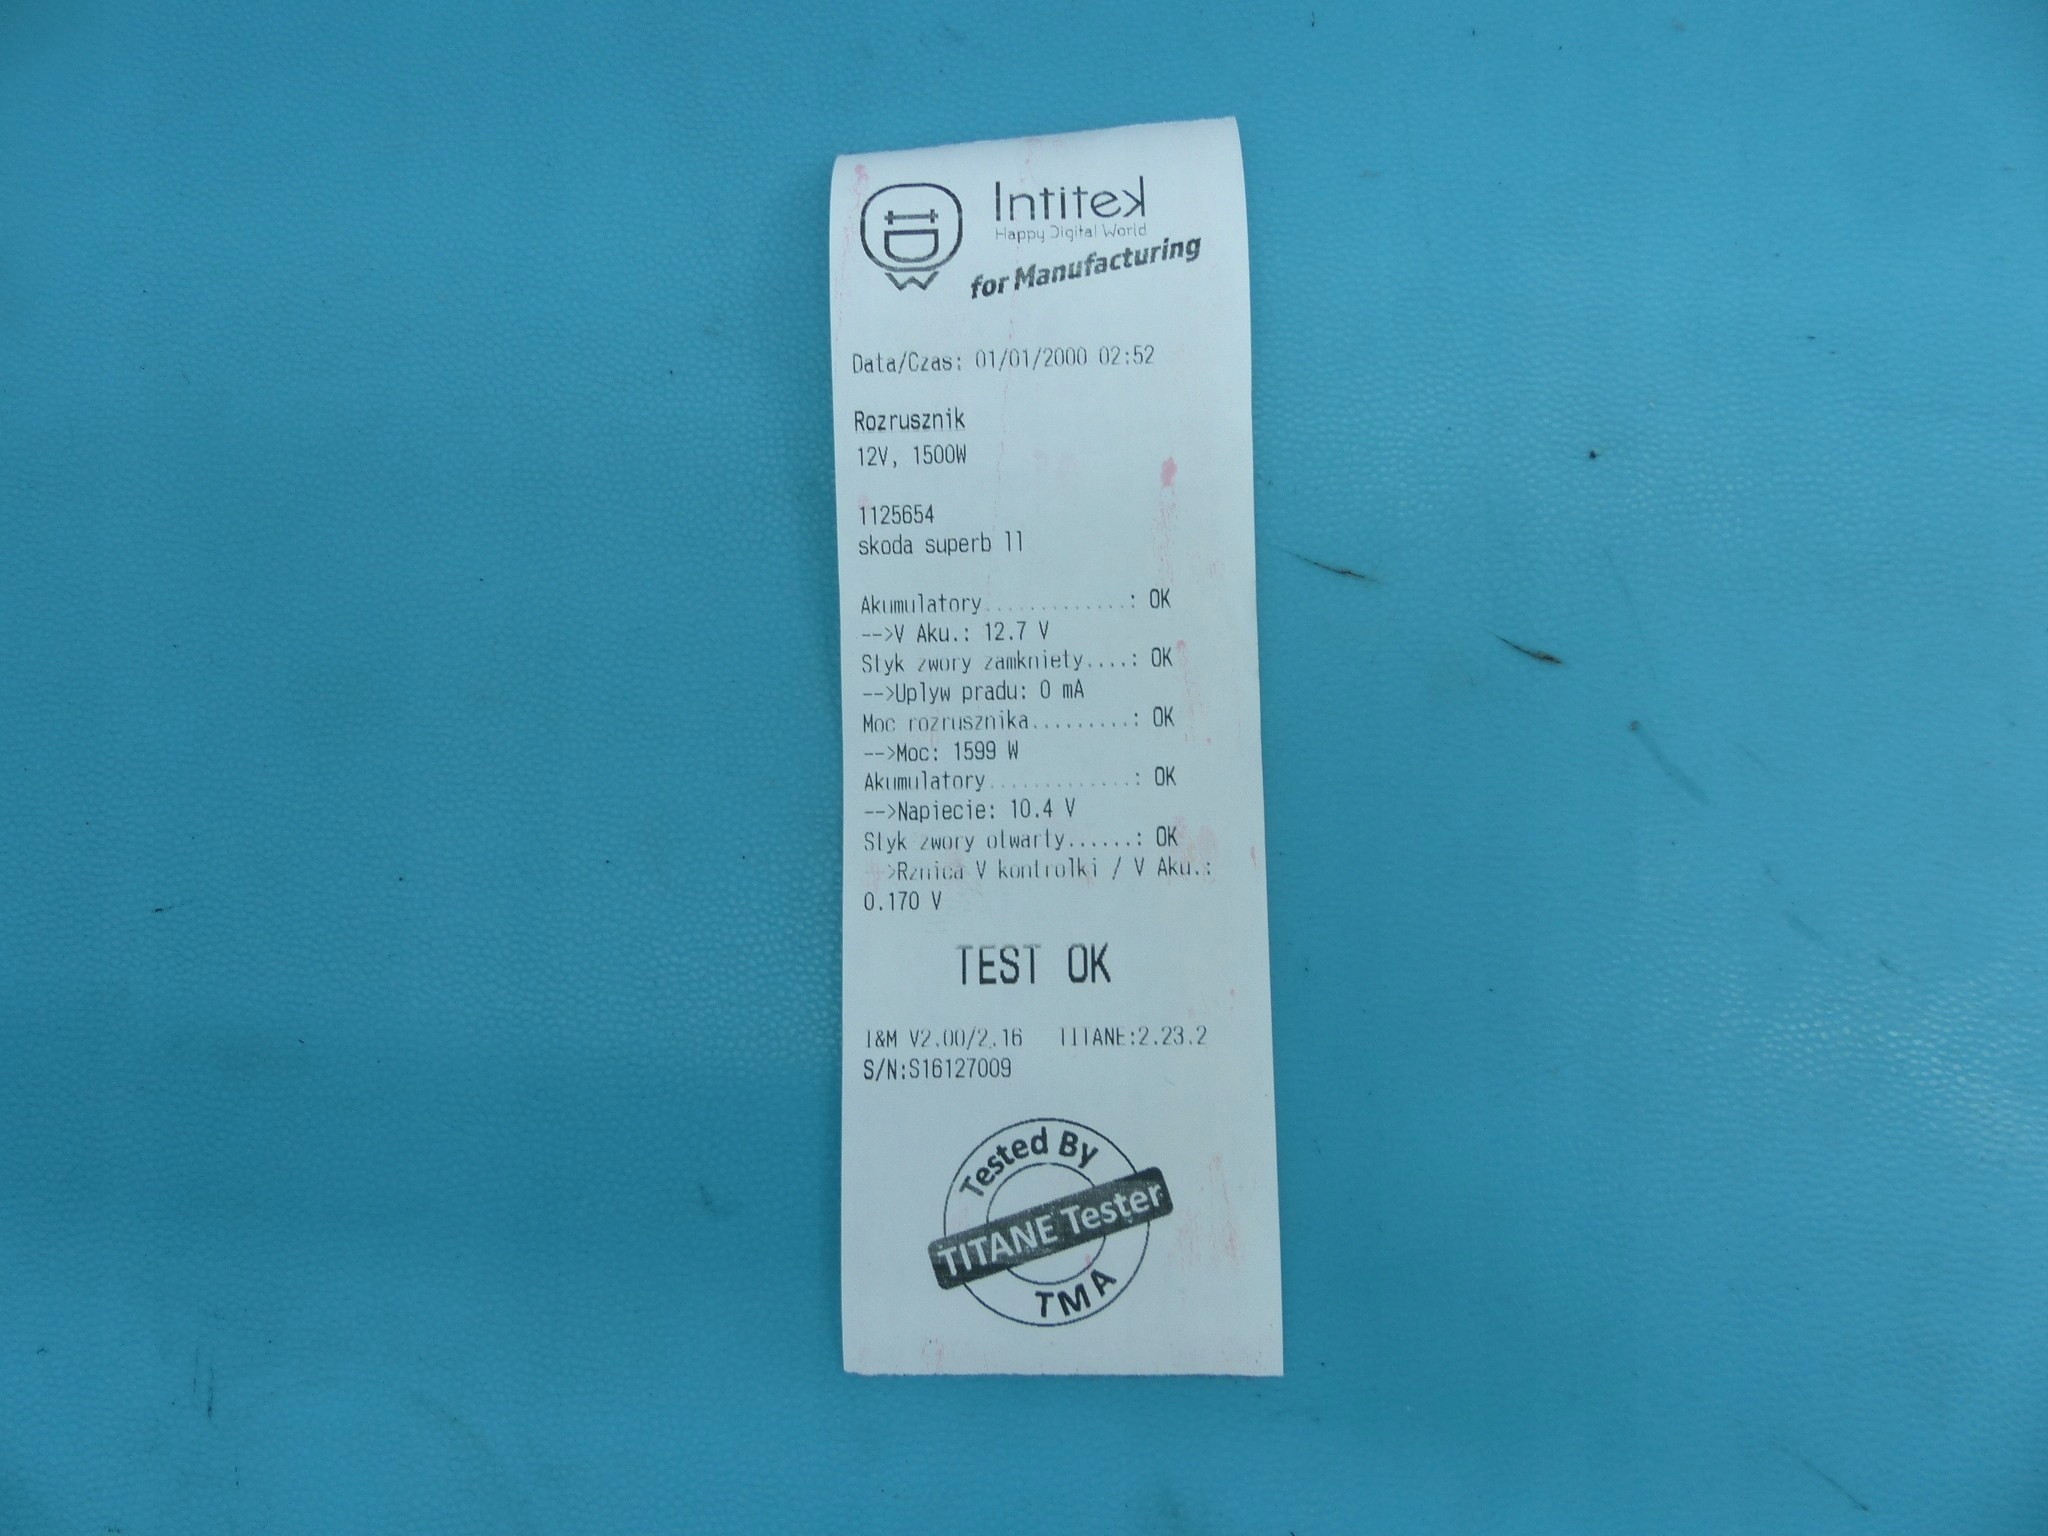 Intitek
Happy Digital World
for Manufacturing
Data/Czas: 01/01/2000 02:52
Rozrusznik
12V, 1500W
1125654
skoda superb ll
Akumulatory.............: OK
-->V Aku.: 12.7 V
Styk zwory zamkniety....: OK
-->Uplyw pradu: 0 mA
Moc rozrusznika.........: OK
-->Moc: 1599 W
Akumulatory.............: OK
-->Napiecie: 10.4 V
Styk zwory otwarty......: OK
-->Rznica V kontrolki / V Aku.:
0.170 V
TEST OK
I&M V2.00/2.16 TITANE:2.23.2
S/N:S16127009
Tested By
TITANE Tester
TMA